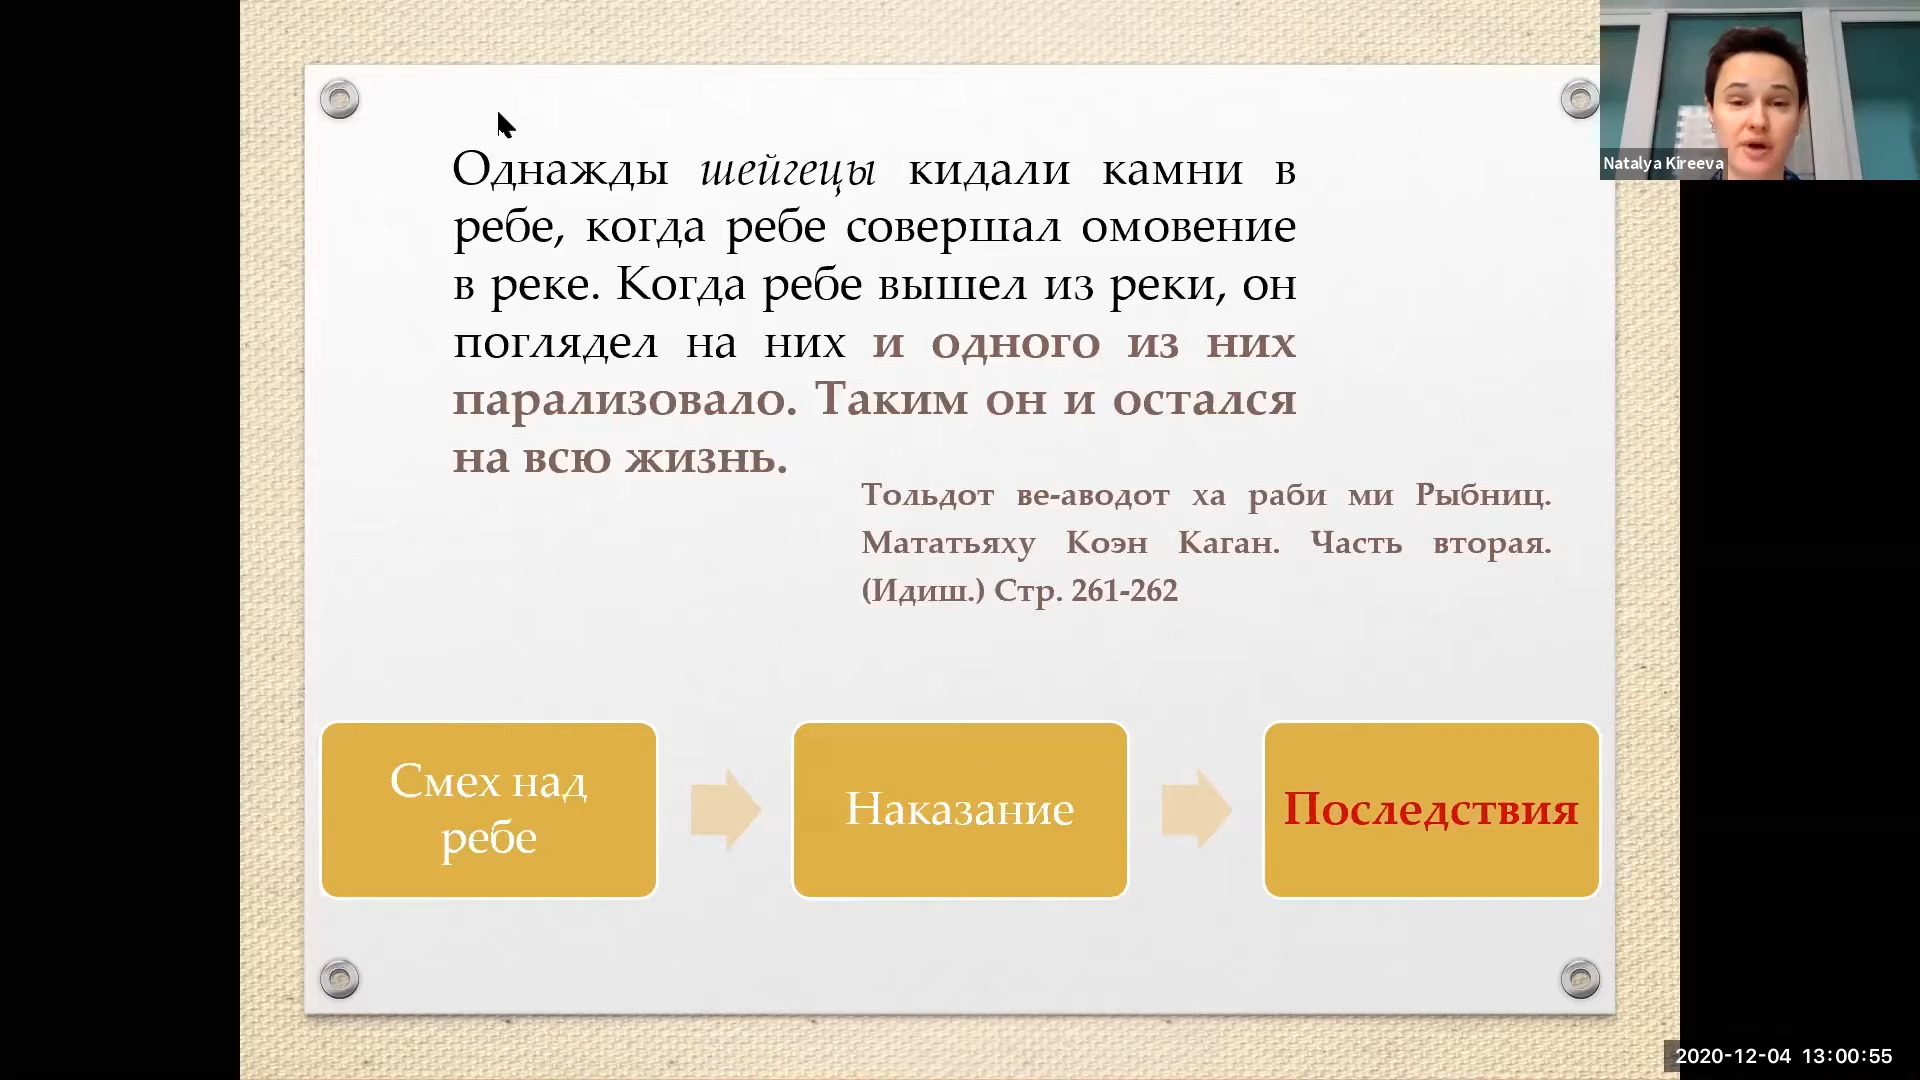 Однажды шейгецы кидали камни в
ребе, когда ребе совершал омовение
в реке. Когда ребе вышел из реки, он
поглядел на них и одного из них
парализовало. Таким он и остался
на всю жизнь.
Тольдот ве-аводот ха раби ми Рыбниц.
Мататьяху Коэн Каган. Часть вторая.
(Идиш.) Стр. 261-262
Смех над
ребе
Наказание
Последствия
Natalya Kireeva
2020-12-04 13:00:55